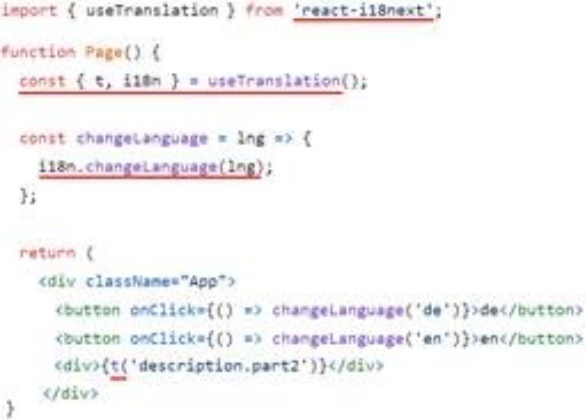 import { useTranslation } from 'react-i18next';
function Page() {
const { t, i18n } = useTranslation();
const changeLanguage = lng => {
i18n.changeLanguage(lng);
};
return (
<div className="App">
<button onClick={() => changeLanguage('de')}>de</button>
<button onClick={() => changeLanguage('en')}>en</button>
<div>{t('description.part2')}</div>
</div>
}